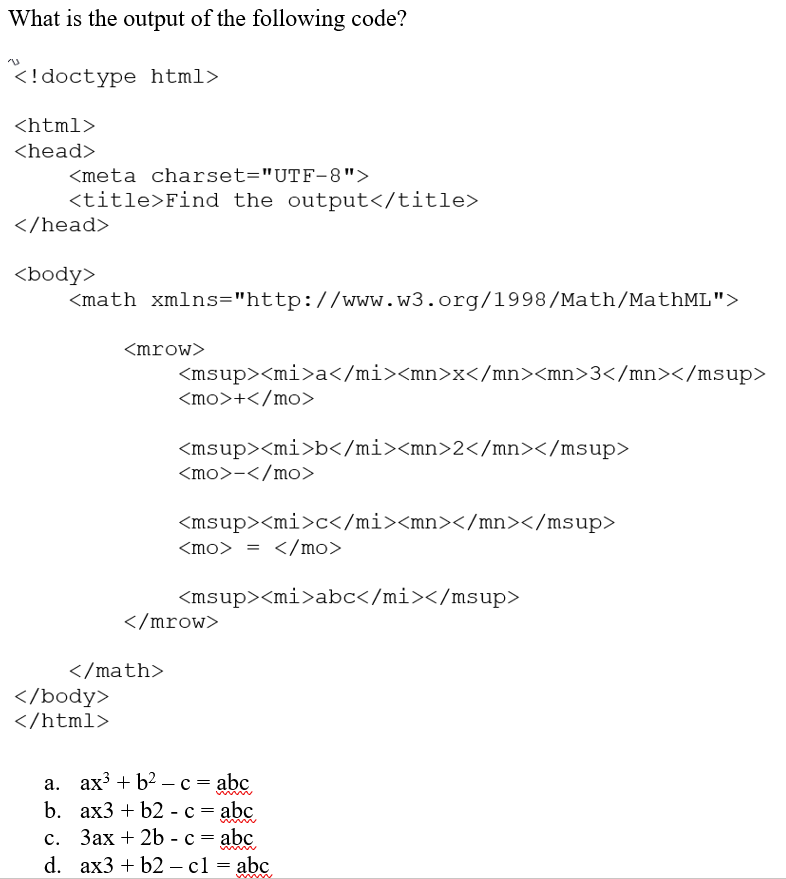 What is the output of the following code?
<!doctype html>
<html>
<head>
<meta charset="UTF-8">
<title>Find the output</title>
</head>
<body>
<math xmlns="http://www.w3.org/1998/Math/MathML">
<mrow>
<msup><mi>a</mi><mn>x</mn><mn>3</mn></msup>
<mo>+</mo>
<msup><mi>b</mi><mn>2</mn></msup>
<mo>-</mo>
<msup><mi>c</mi><mn></mn></msup>
<mo> = </mo>
<msup><mi>abc</mi></msup>
</mrow>
</math>
</body>
</html>
a. ax³ + b² – c = abc
b. ax3 + b2 - c = abc
c. 3ax + 2b - c = abc
d. ax3 + b2 – c1 = abc